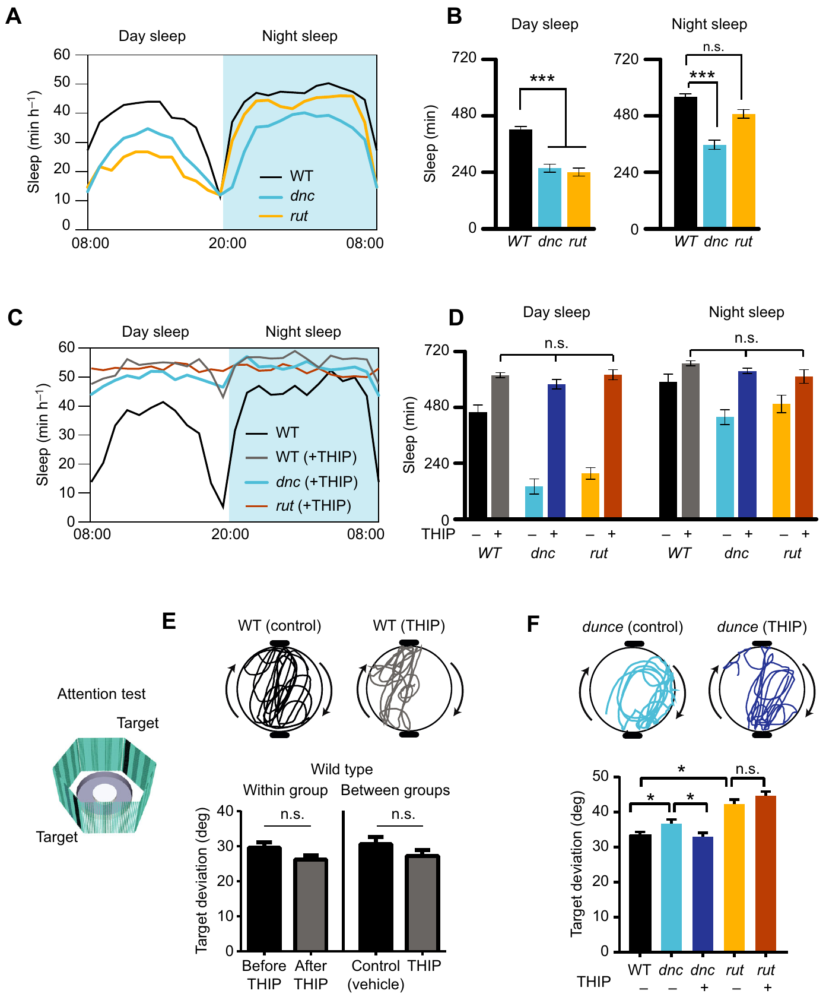 A
Day sleep
Night sleep
60
50
40
30
20
10
0
Sleep (min h–1)
WT
dnc
rut
08:00
20:00
08:00
B
Day sleep
720
480
240
0
Sleep (min)
***
WT dnc rut
Night sleep
n.s.
720
480
240
0
***
WT dnc rut
C
Day sleep
Night sleep
60
50
40
30
20
10
0
Sleep (min h–1)
WT
WT (+THIP)
dnc (+THIP)
rut (+THIP)
08:00
20:00
08:00
D
Day sleep
Night sleep
720
480
240
0
Sleep (min)
n.s.
n.s.
THIP – + – + – + – + – + – +
WT dnc rut WT dnc rut
Attention test
Target
Target
E
WT (control)
WT (THIP)
Wild type
Within group
Between groups
40
30
20
10
0
Target deviation (deg)
n.s.
n.s.
Before
THIP
After
THIP
Control
(vehicle)
THIP
F
dunce (control)
dunce (THIP)
50
40
30
20
10
0
Target deviation (deg)
*
n.s.
*
*
WT dnc dnc rut rut
THIP – – + – +